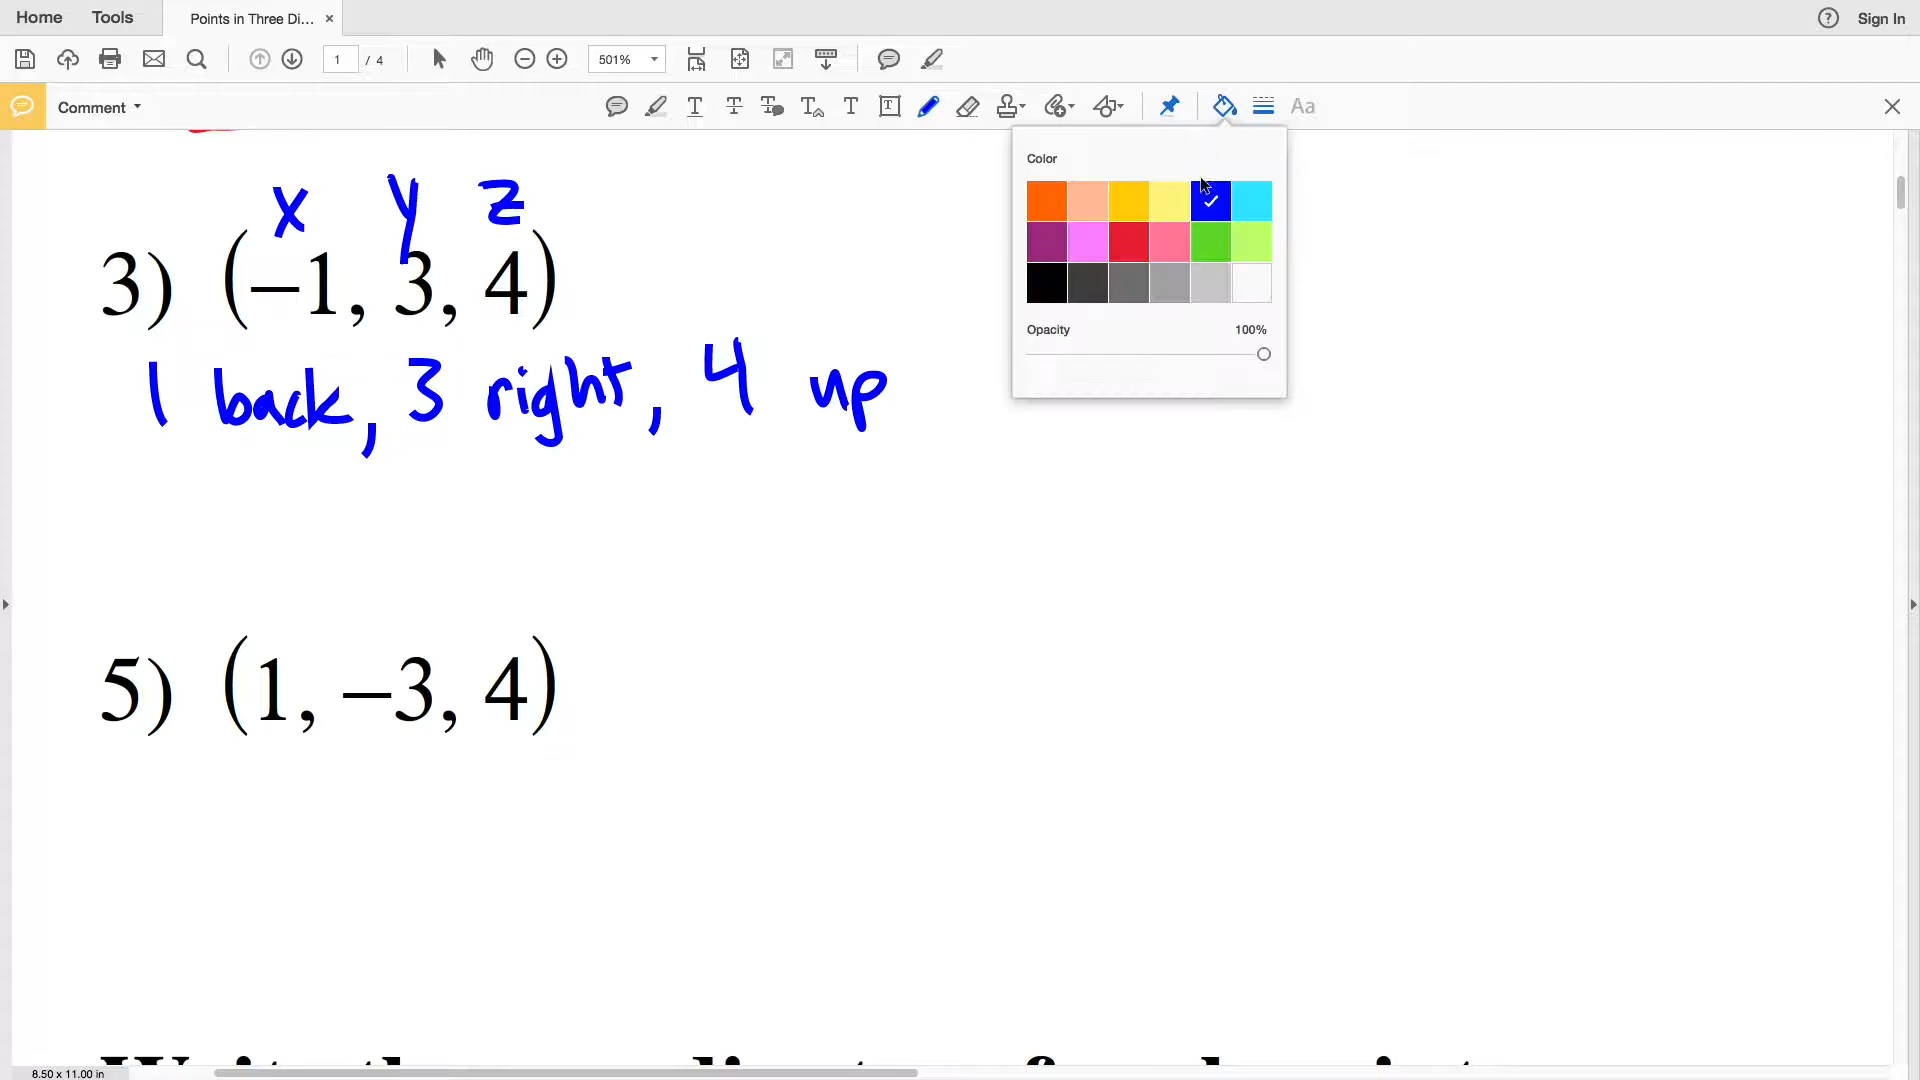 Home Tools Points in Three Di... × ? Sign In
1 / 4 501%
Comment Aa
Color
x y z
3) (−1, 3, 4)
Opacity 100%
1 back, 3 right, 4 up
5) (1, −3, 4)
8.50 x 11.00 in